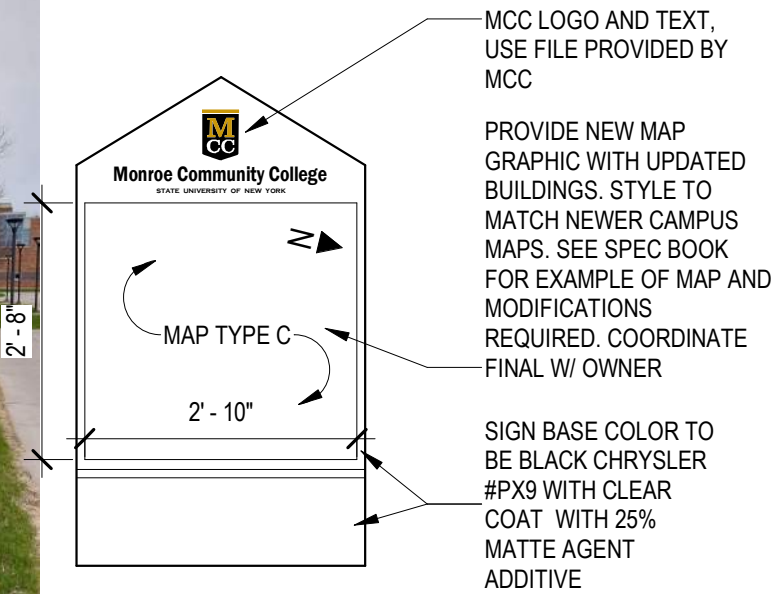 MCC LOGO AND TEXT,
USE FILE PROVIDED BY
MCC
M
CC
Monroe Community College
STATE UNIVERSITY OF NEW YORK
PROVIDE NEW MAP
GRAPHIC WITH UPDATED
BUILDINGS. STYLE TO
MATCH NEWER CAMPUS
MAPS. SEE SPEC BOOK
FOR EXAMPLE OF MAP AND
MODIFICATIONS
REQUIRED. COORDINATE
FINAL W/ OWNER
N
MAP TYPE C
2' - 8"
2' - 10"
SIGN BASE COLOR TO
BE BLACK CHRYSLER
#PX9 WITH CLEAR
COAT WITH 25%
MATTE AGENT
ADDITIVE